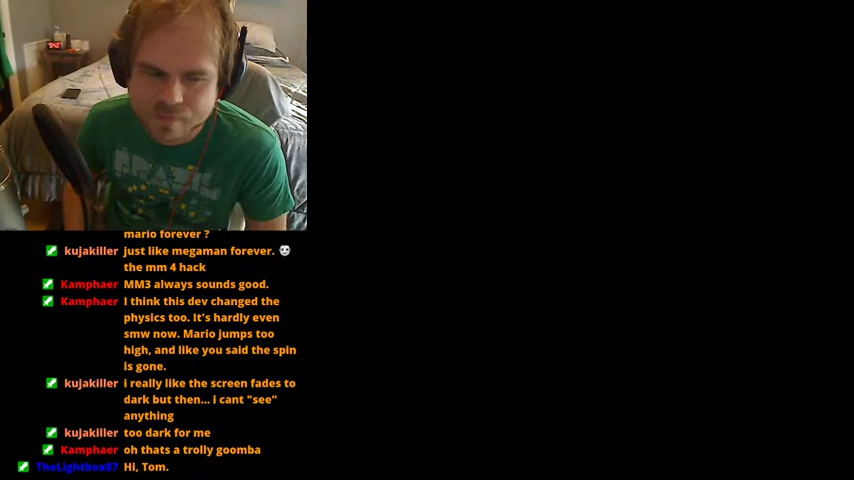 BRAZIL
mario forever ?
kujakiller just like megaman forever.
the mm 4 hack
Kamphaer MM3 always sounds good.
Kamphaer I think this dev changed the
physics too. It's hardly even
smw now. Mario jumps too
high, and like you said the spin
is gone.
kujakiller i really like the screen fades to
dark but then... i cant "see"
anything
kujakiller too dark for me
Kamphaer oh thats a trolly goomba
TheLightbox87 Hi, Tom.